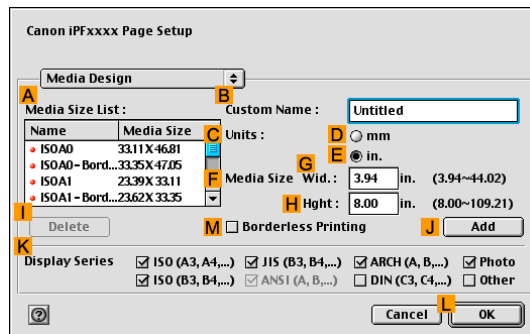 Canon iPFxxxx Page Setup
Media Design
A B
Media Size List : Custom Name : Untitled
Name Media Size C Units : D mm
ISOA0 33.11X46.81 E in.
ISOA0-Bord...33.35X47.05 G
ISOA1 23.39X33.11 F Media Size Wid.: 3.94 in. (3.94~44.02)
ISOA1-Bord...23.62X33.35 H Hght: 8.00 in. (8.00~109.21)
I Delete M Borderless Printing J Add
K
Display Series ISO (A3, A4,...) JIS (B3, B4,...) ARCH (A, B,...) Photo
ISO (B3, B4,...) ANSI (A, B,...) DIN (C3, C4,...) Other
L
Cancel OK